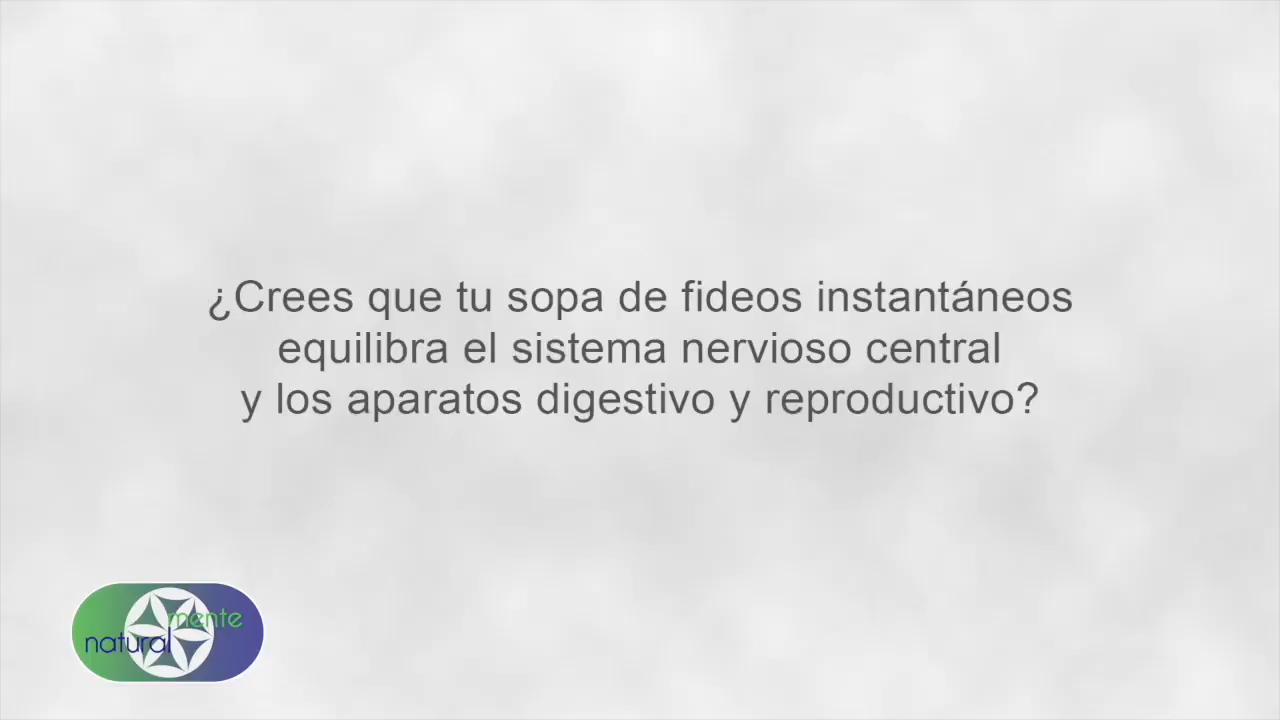 ¿Crees que tu sopa de fideos instantáneos
equilibra el sistema nervioso central
y los aparatos digestivo y reproductivo?
natural
mente